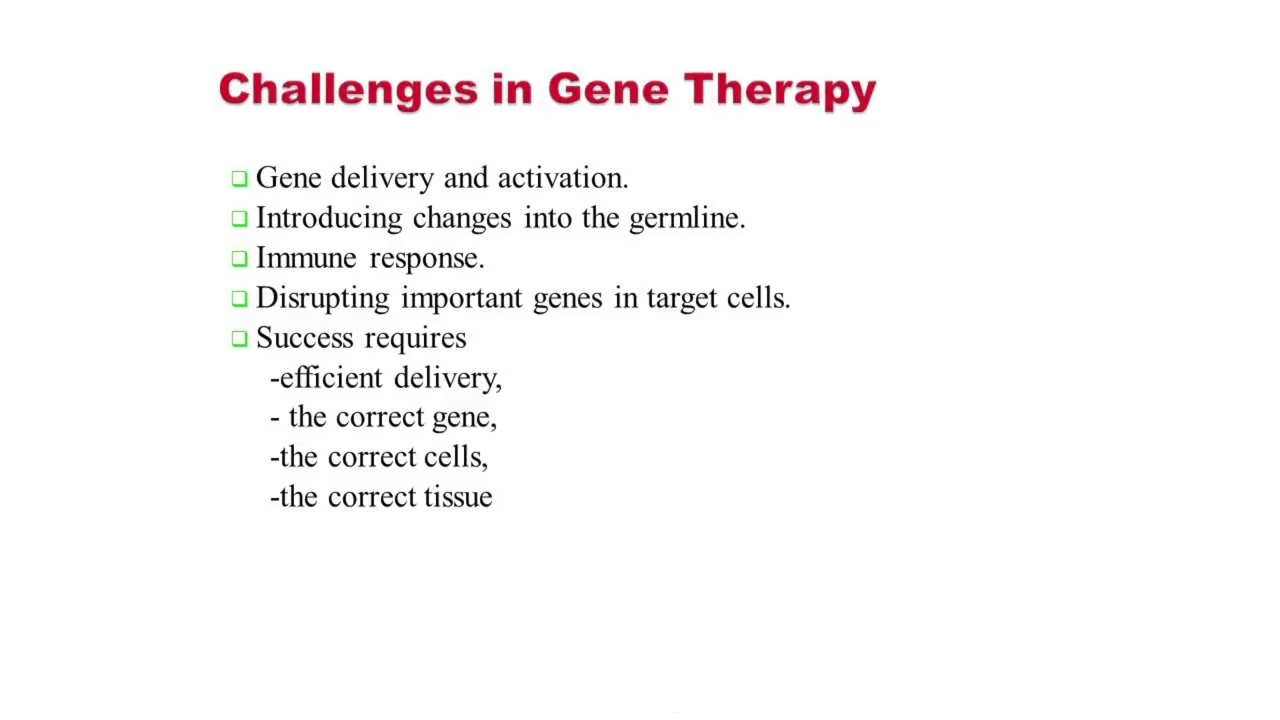 Challenges in Gene Therapy
Gene delivery and activation.
Introducing changes into the germline.
Immune response.
Disrupting important genes in target cells.
Success requires
-efficient delivery,
- the correct gene,
-the correct cells,
-the correct tissue